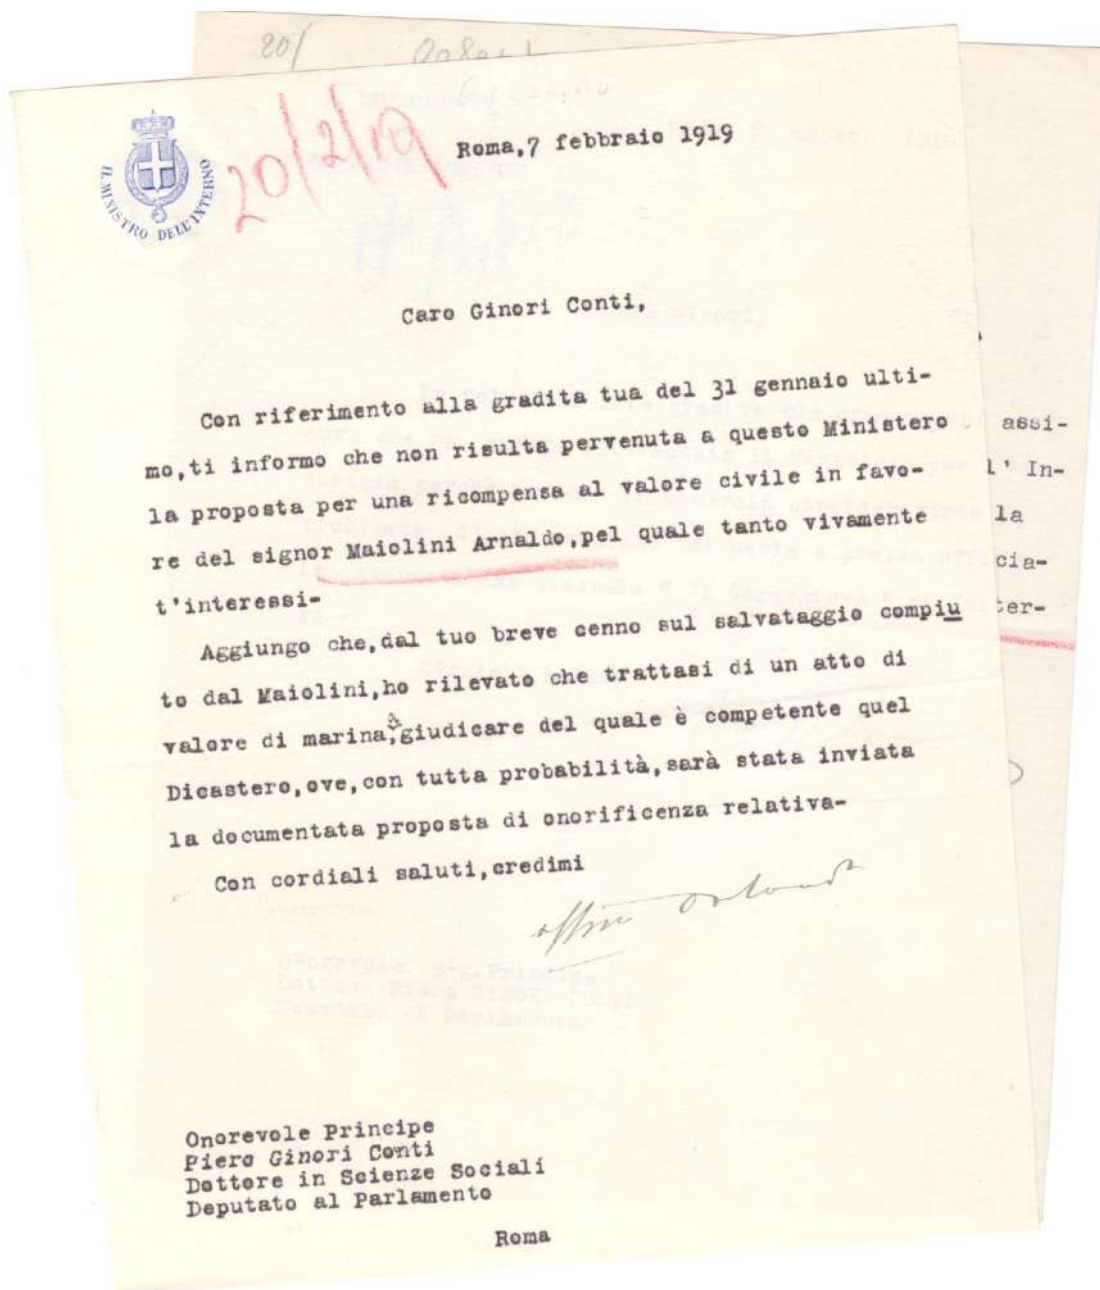 20/
IL MINISTRO DELL'INTERNO
20/2/19
Roma,7 febbraio 1919
Caro Ginori Conti,
Con riferimento alla gradita tua del 31 gennaio ulti-
mo,ti informo che non risulta pervenuta a questo Ministero
la proposta per una ricompensa al valore civile in favo-
re del signor Maiolini Arnaldo,pel quale tanto vivamente
t'interessi-
Aggiungo che,dal tuo breve cenno sul salvataggio compiu
to dal Maiolini,ho rilevato che trattasi di un atto di
valore di marina,a giudicare del quale è competente quel
Dicastero,ove,con tutta probabilità,sarà stata inviata
la documentata proposta di onorificenza relativa-
Con cordiali saluti,credimi
Onorevole Principe
Piero Ginori Conti
Dottore in Scienze Sociali
Deputato al Parlamento
Roma
assi-
l' In-
la
cia-
ter-